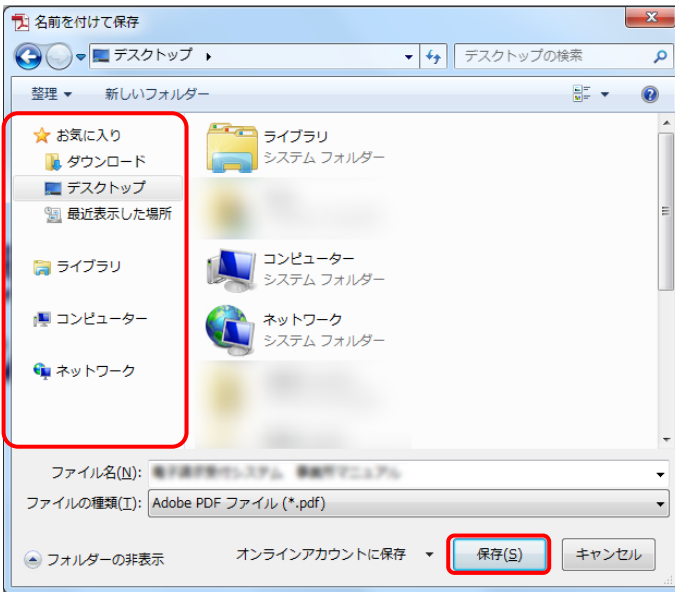 名前を付けて保存
デスクトップ
デスクトップの検索
整理
新しいフォルダー
お気に入り
ダウンロード
デスクトップ
最近表示した場所
ライブラリ
コンピューター
ネットワーク
ライブラリ
システム フォルダー
コンピューター
システム フォルダー
ネットワーク
システム フォルダー
ファイル名(N):
ファイルの種類(T): Adobe PDF ファイル (*.pdf)
フォルダーの非表示
オンラインアカウントに保存
保存(S)
キャンセル